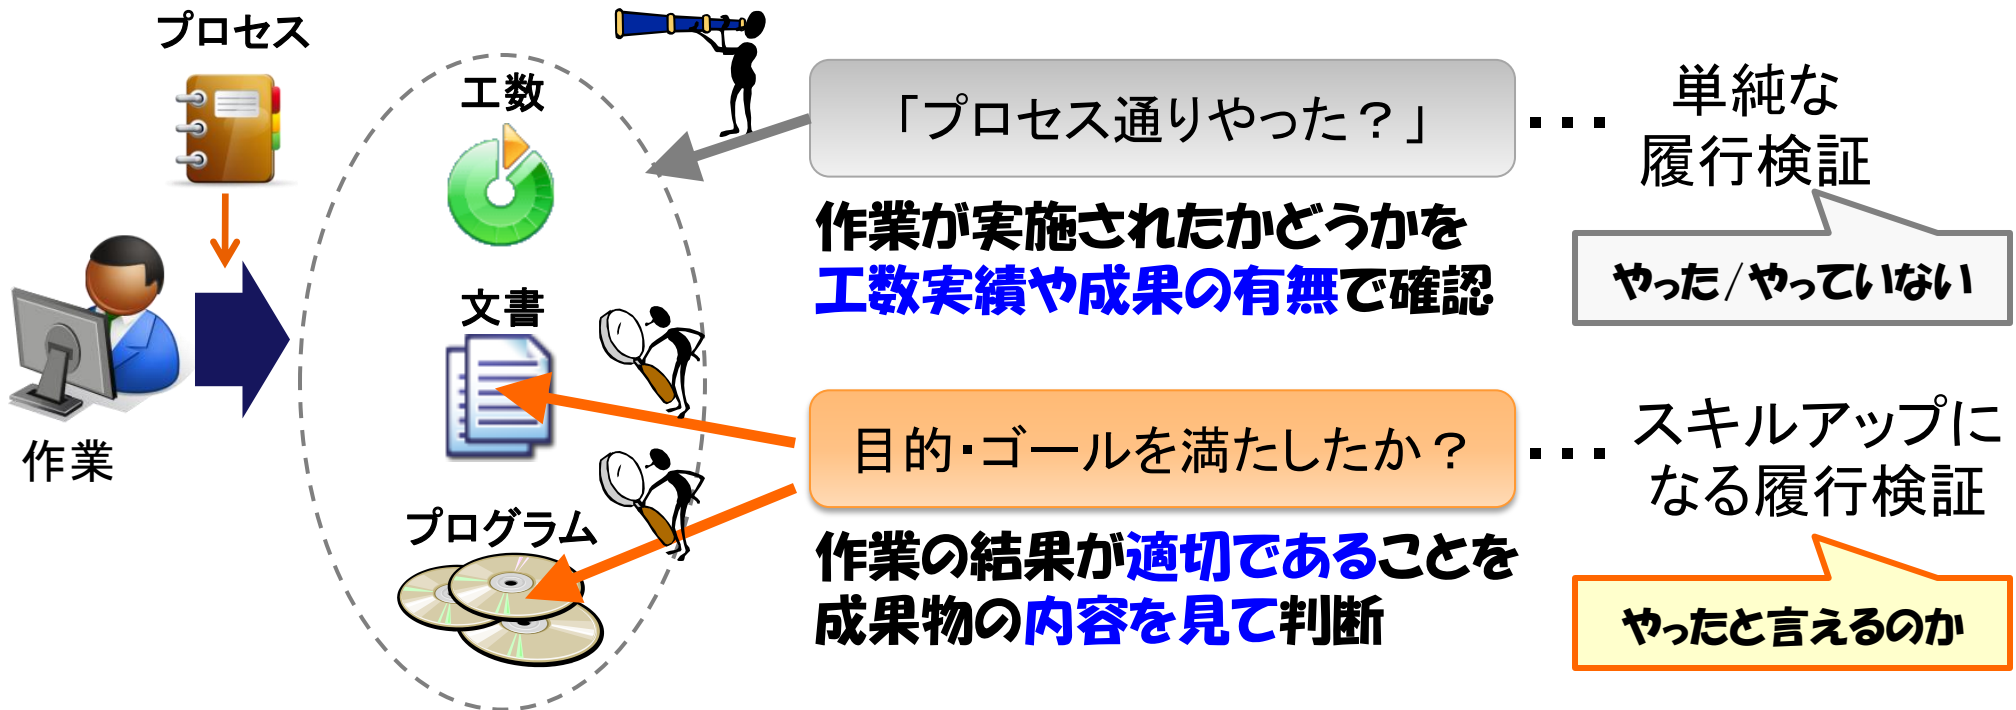 プロセス
作業
工数
文書
プログラム
「プロセス通りやった？」
作業が実施されたかどうかを
工数実績や成果の有無で確認
目的・ゴールを満たしたか？
作業の結果が適切であることを
成果物の内容を見て判断
･･･
単純な
履行検証
やった/やっていない
･･･
スキルアップに
なる履行検証
やったと言えるのか